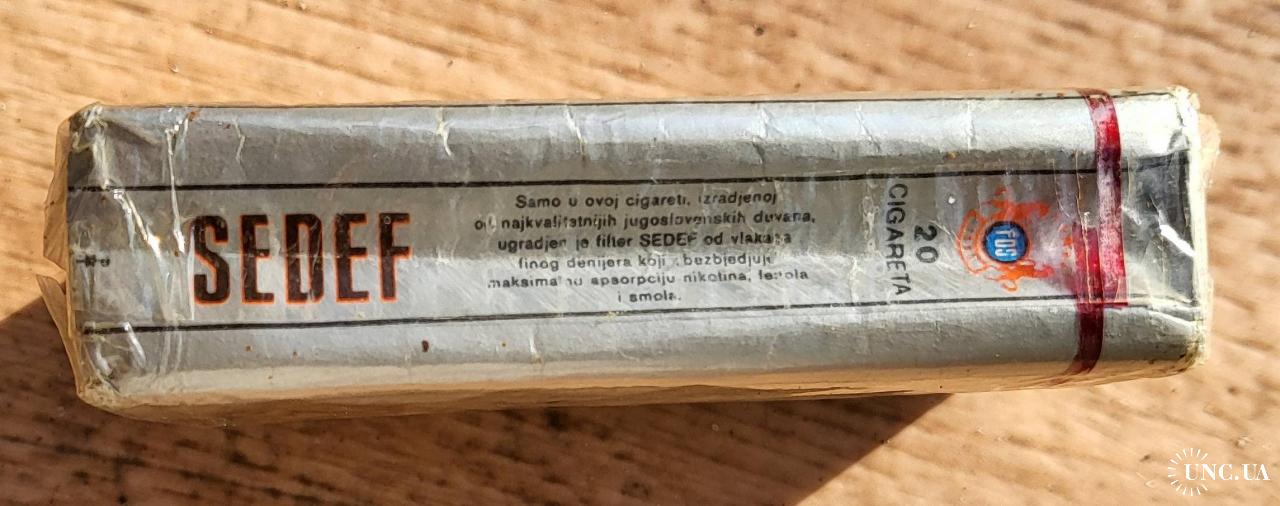 SEDEF
Samo u ovoj cigareti, izradjenoj
od najkvalitetnijih jugoslovenskih duvana,
ugradjen je filter SEDEF od vlakana
finog denijera koji obezbjedjuje
maksimalnu apsorpciju nikotina, fenola
i smola.
20
CIGARETA
FDS
UNC.UA